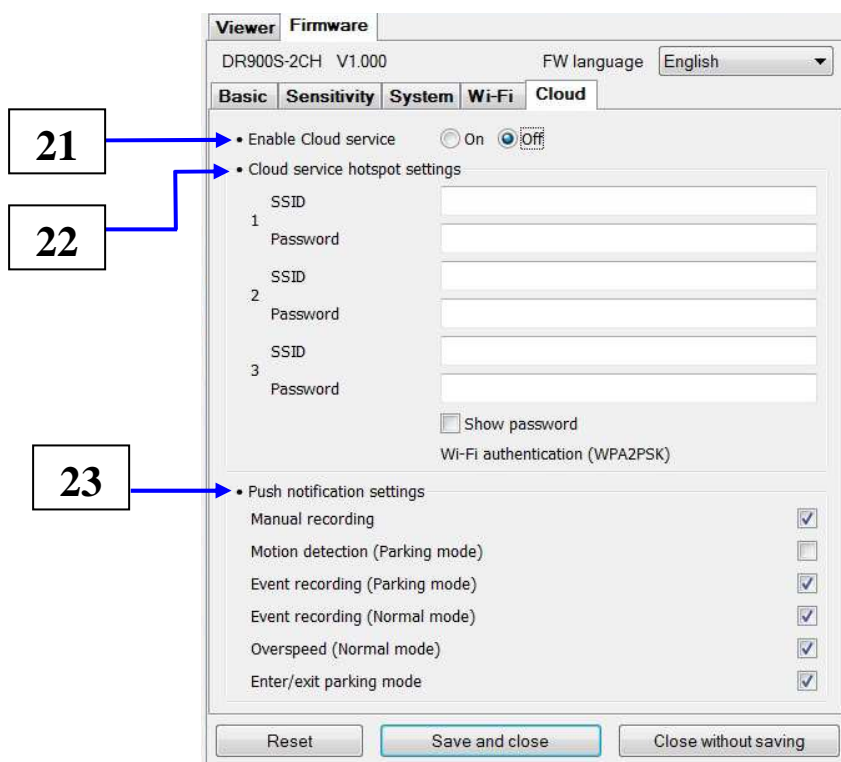 Viewer Firmware
DR900S-2CH V1.000 FW language English
Basic Sensitivity System Wi-Fi Cloud
21 • Enable Cloud service On Off
• Cloud service hotspot settings
22
SSID
1
Password
SSID
2
Password
SSID
3
Password
Show password
Wi-Fi authentication (WPA2PSK)
23 • Push notification settings
Manual recording
Motion detection (Parking mode)
Event recording (Parking mode)
Event recording (Normal mode)
Overspeed (Normal mode)
Enter/exit parking mode
Reset Save and close Close without saving